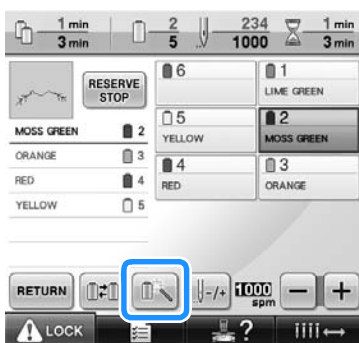 1 min 2 234 1 min
3 min 5 1000 3 min
RESERVE
STOP
MOSS GREEN 2
ORANGE 3
RED 4
YELLOW 5
6
1
LIME GREEN
5
YELLOW
2
MOSS GREEN
4
RED
3
ORANGE
RETURN -/+ 1000 spm - +
LOCK ?